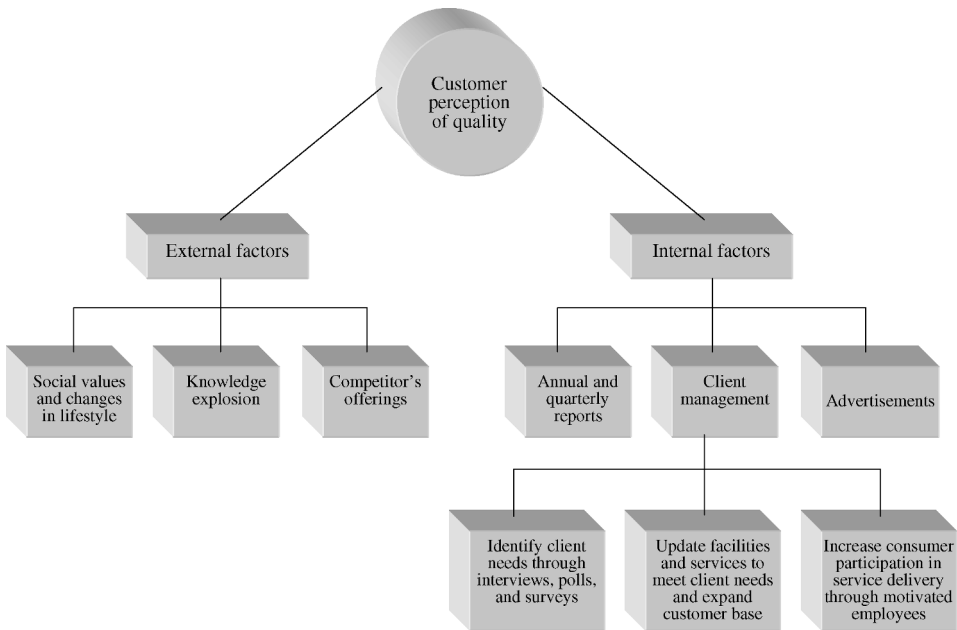 Customer
perception
of quality
External factors
Internal factors
Social values
and changes
in lifestyle
Knowledge
explosion
Competitor's
offerings
Annual and
quarterly
reports
Client
management
Advertisements
Identify client
needs through
interviews, polls,
and surveys
Update facilities
and services to
meet client needs
and expand
customer base
Increase consumer
participation in
service delivery
through motivated
employees